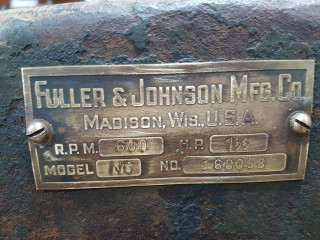 FULLER & JOHNSON MFG. CO.
MADISON, WIS., U.S.A.
R.P.M. 600 H.P. 1½
MODEL NC NO.